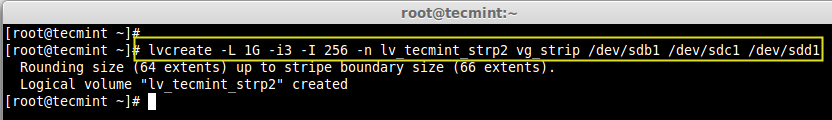 root@tecmint:~
[root@tecmint ~]#
[root@tecmint ~]# lvcreate -L 1G -i3 -I 256 -n lv_tecmint_strp2 vg_strip /dev/sdb1 /dev/sdc1 /dev/sdd1
  Rounding size (64 extents) up to stripe boundary size (66 extents).
  Logical volume "lv_tecmint_strp2" created
[root@tecmint ~]#